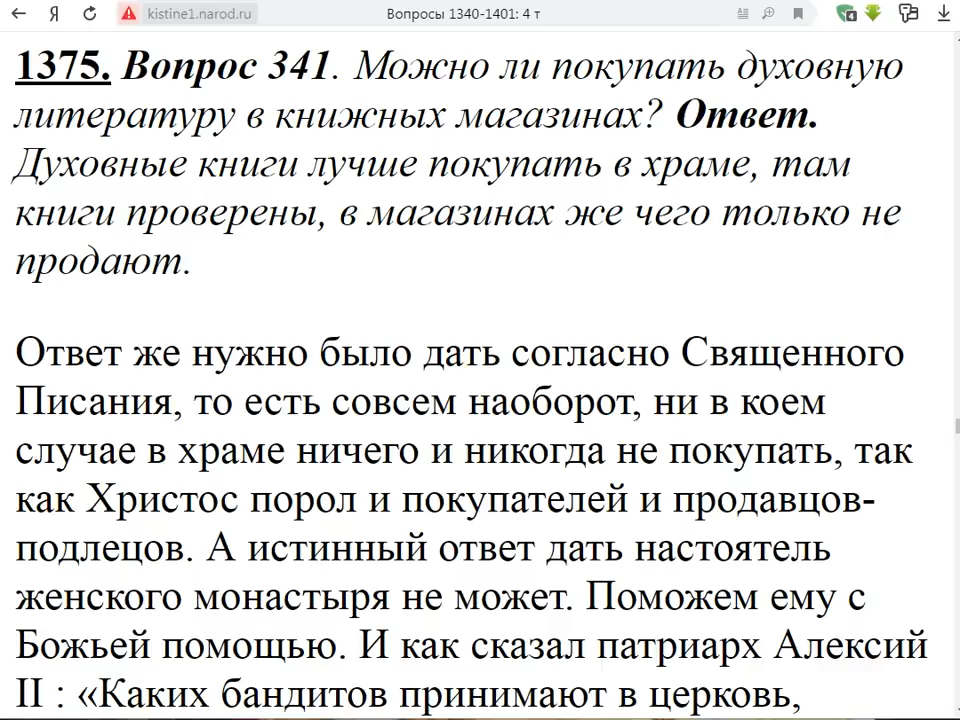 Я kistine1.narod.ru Вопросы 1340-1401: 4 т 4
1375. Вопрос 341. Можно ли покупать духовную
литературу в книжных магазинах? Ответ.
Духовные книги лучше покупать в храме, там
книги проверены, в магазинах же чего только не
продают.
Ответ же нужно было дать согласно Священного
Писания, то есть совсем наоборот, ни в коем
случае в храме ничего и никогда не покупать, так
как Христос порол и покупателей и продавцов-
подлецов. А истинный ответ дать настоятель
женского монастыря не может. Поможем ему с
Божьей помощью. И как сказал патриарх Алексий
II : «Каких бандитов принимают в церковь,